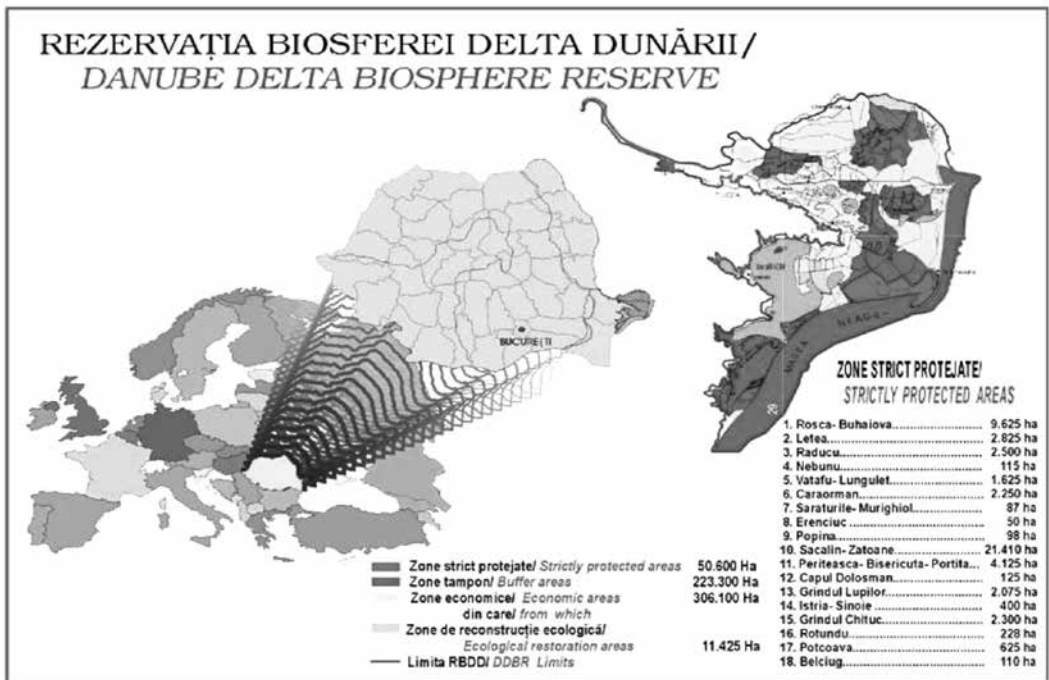 REZERVAȚIA BIOSFEREI DELTA DUNĂRII/
DANUBE DELTA BIOSPHERE RESERVE
BUCUREȘTI
NEAGR
MAREA
29
ZONE STRICT PROTEJATE/
STRICTLY PROTECTED AREAS
1. Rosca- Buhaiova 9.625 ha
2. Letea 2.825 ha
3. Raducu 2.500 ha
4. Nebunu 115 ha
5. Vatafu- Lungulet 1.625 ha
6. Caraorman 2.250 ha
7. Saraturile- Murighiol 87 ha
8. Erenciuc 50 ha
9. Popina 98 ha
10. Sacalin- Zatoane 21.410 ha
11. Periteasca- Bisericuta- Portita 4.125 ha
12. Capul Dolosman 125 ha
13. Grindul Lupilor 2.075 ha
14. Istria- Sinoie 400 ha
15. Grindul Chituc 2.300 ha
16. Rotundu 228 ha
17. Potcoava 625 ha
18. Belciug 110 ha
Zone strict protejate/ Strictly protected areas 50.600 Ha
Zone tampon/ Buffer areas 223.300 Ha
Zone economice/ Economic areas 306.100 Ha
din care/ from which
Zone de reconstrucție ecologică/
Ecological restoration areas 11.425 Ha
Limita RBDD/ DDBR Limits